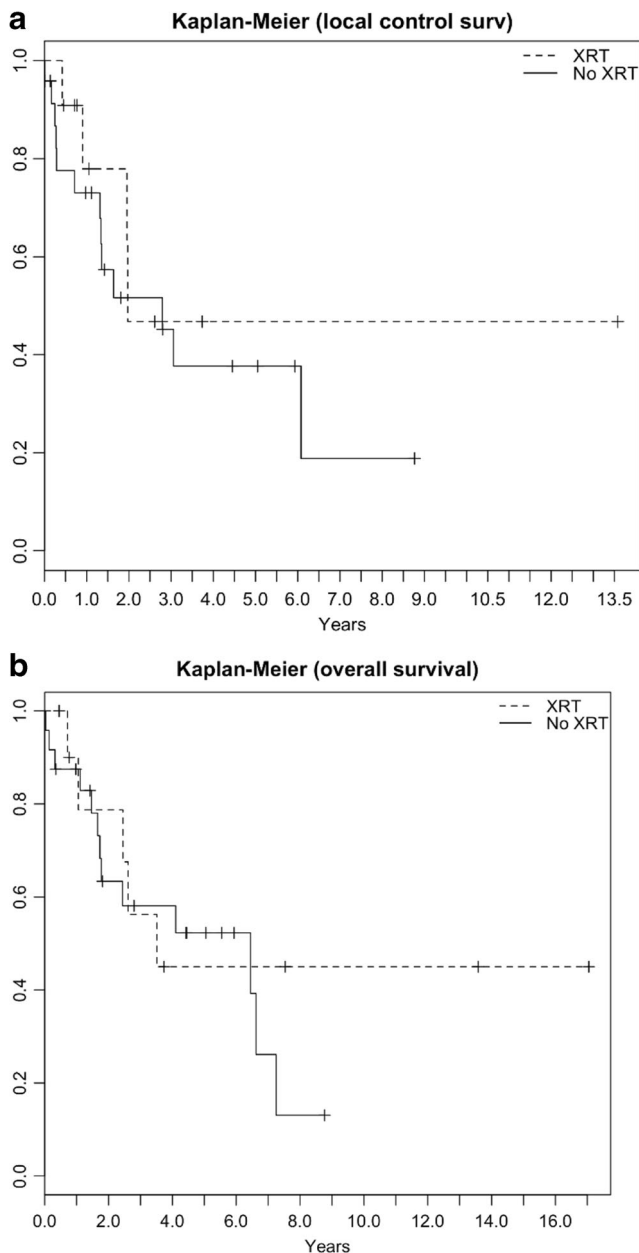 a
Kaplan-Meier (local control surv)
XRT
No XRT
1.0
0.8
0.6
0.4
0.2
0.0
0.0 1.0 2.0 3.0 4.0 5.0 6.0 7.0 8.0 9.0 10.5 12.0 13.5
Years
b
Kaplan-Meier (overall survival)
XRT
No XRT
1.0
0.8
0.6
0.4
0.2
0.0
0.0 2.0 4.0 6.0 8.0 10.0 12.0 14.0 16.0
Years